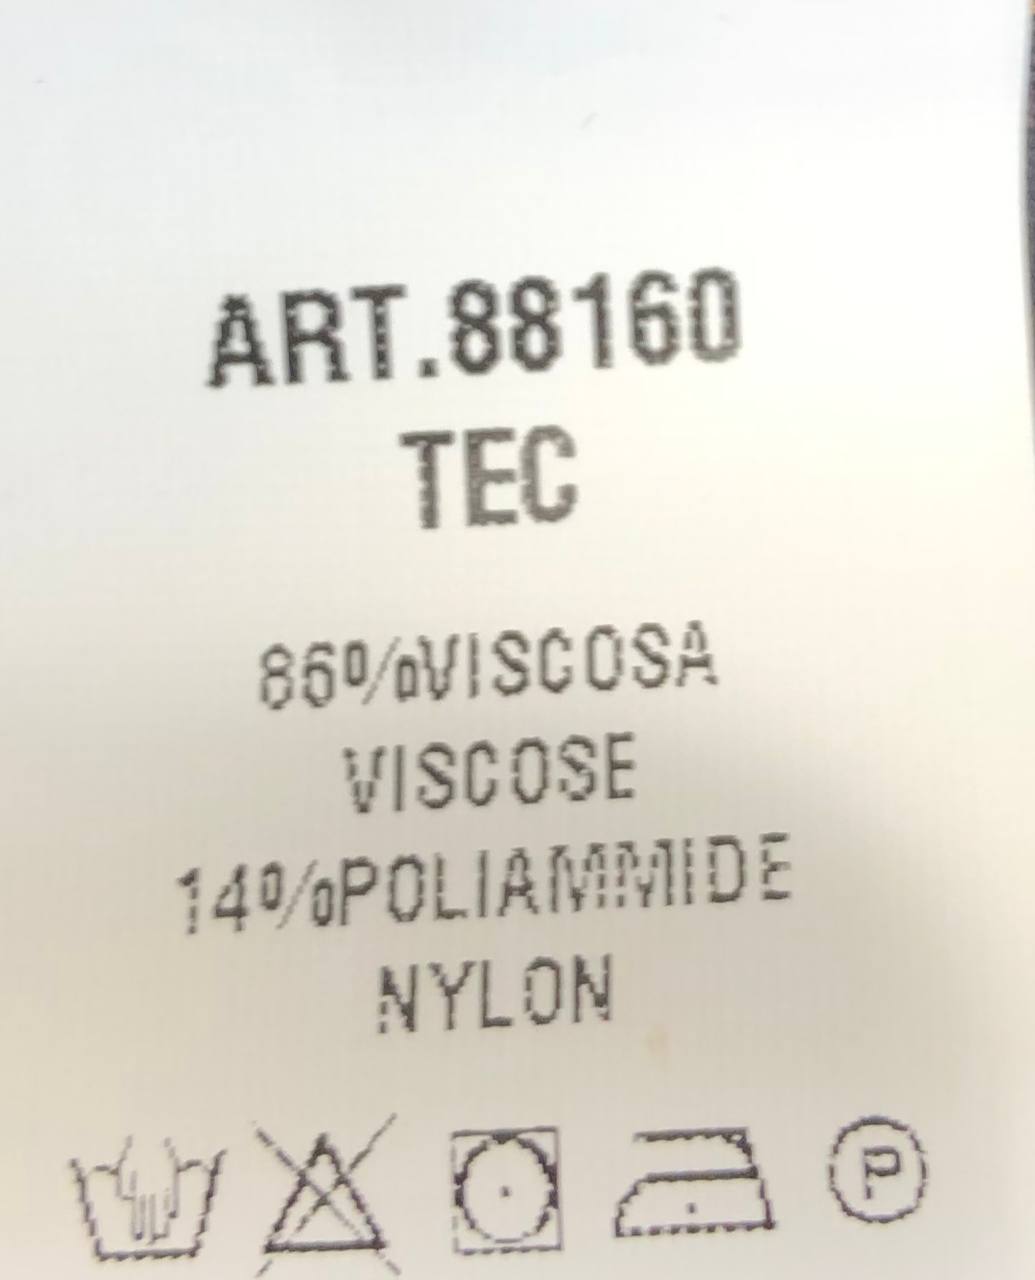 ART.88160
TEC
86%VISCOSA
VISCOSE
14%POLIAMMIDE
NYLON
P